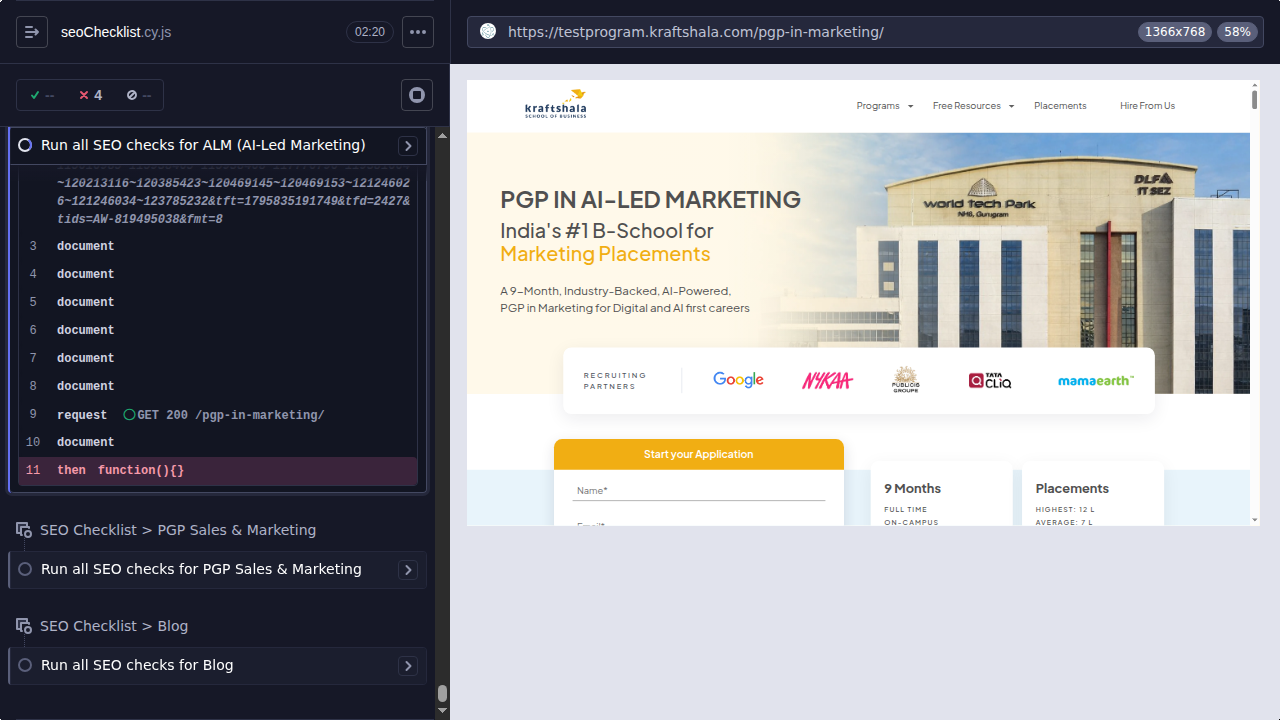 seoChecklist.cy.js
02:20
--
4
--
Run all SEO checks for ALM (AI-Led Marketing)
~120213116~120385423~120469145~120469153~12124602
6~121246034~123785232&tft=1795835191749&tfd=2427&
tids=AW-819495038&fmt=8
3 document
4 document
5 document
6 document
7 document
8 document
9 request GET 200 /pgp-in-marketing/
10 document
11 then function(){}
SEO Checklist > PGP Sales & Marketing
Run all SEO checks for PGP Sales & Marketing
SEO Checklist > Blog
Run all SEO checks for Blog
https://testprogram.kraftshala.com/pgp-in-marketing/
1366x768
58%
kraftshala
SCHOOL OF BUSINESS
Programs
Free Resources
Placements
Hire From Us
PGP IN AI-LED MARKETING
India's #1 B-School for
Marketing Placements
A 9-Month, Industry-Backed, AI-Powered,
PGP in Marketing for Digital and AI first careers
world Tech Park
NH8, Gurugram
DLF
IT SEZ
RECRUITING
PARTNERS
Google
NYKAA
PUBLICIS
GROUPE
TATA
CLiQ
mamaearth™
Start your Application
Name*
Email*
9 Months
FULL TIME
ON-CAMPUS
Placements
HIGHEST: 12 L
AVERAGE: 7 L